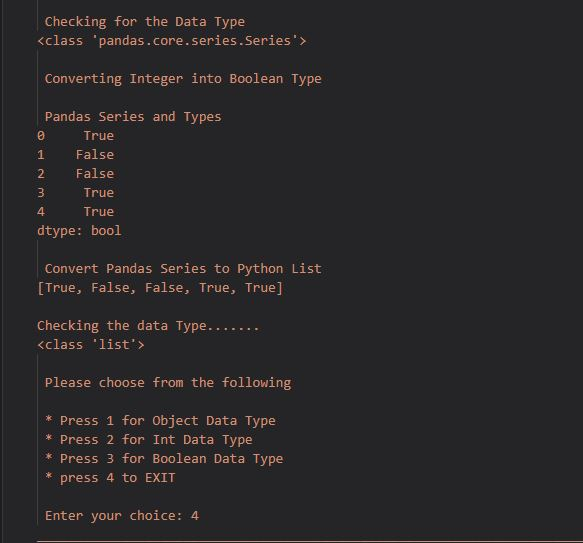 Checking for the Data Type
<class 'pandas.core.series.Series'>
Converting Integer into Boolean Type
Pandas Series and Types
0 True
1 False
2 False
3 True
4 True
dtype: bool
Convert Pandas Series to Python List
[True, False, False, True, True]
Checking the data Type.......
<class 'list'>
Please choose from the following
* Press 1 for Object Data Type
* Press 2 for Int Data Type
* Press 3 for Boolean Data Type
* press 4 to EXIT
Enter your choice: 4